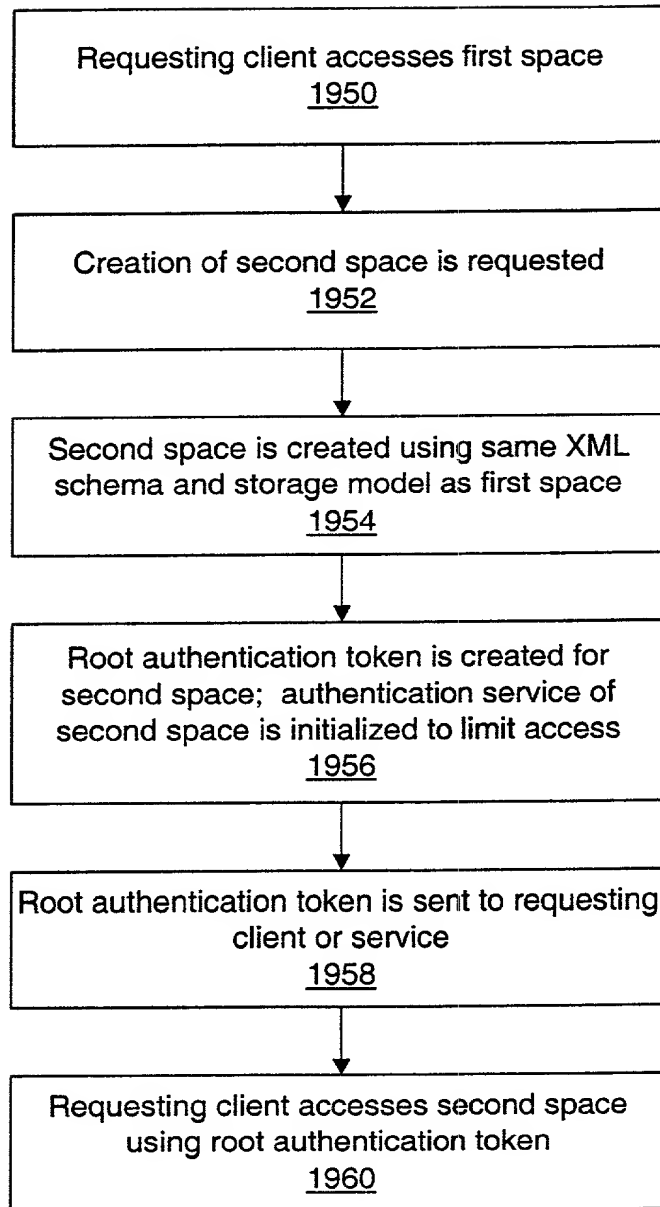 Requesting client accesses first space
1950
Creation of second space is requested
1952
Second space is created using same XML
schema and storage model as first space
1954
Root authentication token is created for
second space; authentication service of
second space is initialized to limit access
1956
Root authentication token is sent to requesting
client or service
1958
Requesting client accesses second space
using root authentication token
1960